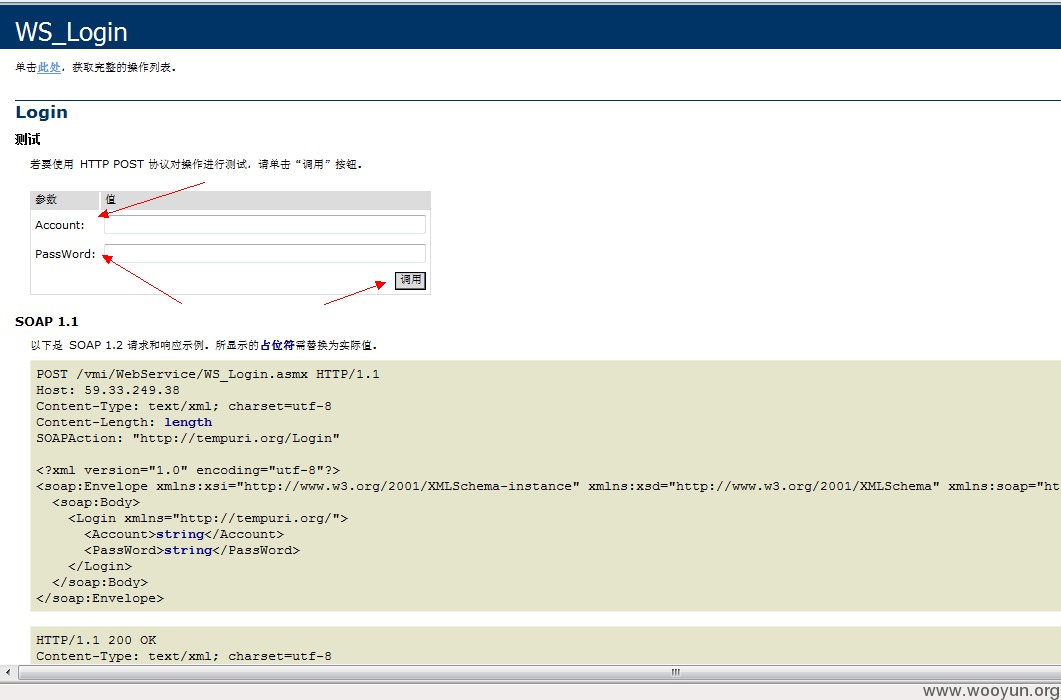 WS_Login
单击此处，获取完整的操作列表。
Login
测试
若要使用 HTTP POST 协议对操作进行测试，请单击“调用”按钮。
参数 值
Account:
PassWord:
调用
SOAP 1.1
以下是 SOAP 1.2 请求和响应示例。所显示的占位符需替换为实际值。
POST /vmi/WebService/WS_Login.asmx HTTP/1.1
Host: 59.33.249.38
Content-Type: text/xml; charset=utf-8
Content-Length: length
SOAPAction: "http://tempuri.org/Login"
<?xml version="1.0" encoding="utf-8"?>
<soap:Envelope xmlns:xsi="http://www.w3.org/2001/XMLSchema-instance" xmlns:xsd="http://www.w3.org/2001/XMLSchema" xmlns:soap="ht
<soap:Body>
<Login xmlns="http://tempuri.org/">
<Account>string</Account>
<PassWord>string</PassWord>
</Login>
</soap:Body>
</soap:Envelope>
HTTP/1.1 200 OK
Content-Type: text/xml; charset=utf-8
www.wooyun.org